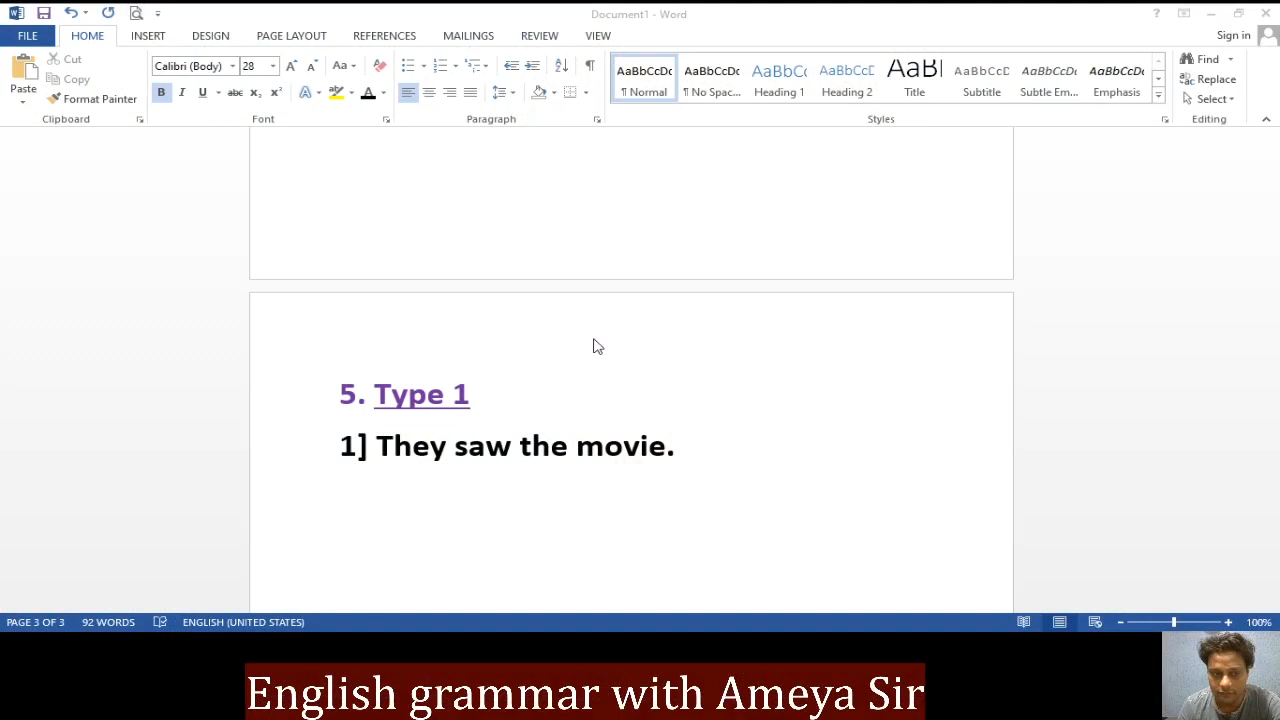 Document1 - Word
Sign in
FILE HOME INSERT DESIGN PAGE LAYOUT REFERENCES MAILINGS REVIEW VIEW
Paste
Cut
Copy
Format Painter
Clipboard
Calibri (Body) 28
Font
Paragraph
AaBbCcDc AaBbCcDc AaBbCc AaBbCcD AaBl AaBbCcD AaBbCcDc AaBbCcDc
¶ Normal ¶ No Spac... Heading 1 Heading 2 Title Subtitle Subtle Em... Emphasis
Styles
Find
Replace
Select
Editing
5. Type 1
1] They saw the movie.
PAGE 3 OF 3 92 WORDS ENGLISH (UNITED STATES) 100%
English grammar with Ameya Sir